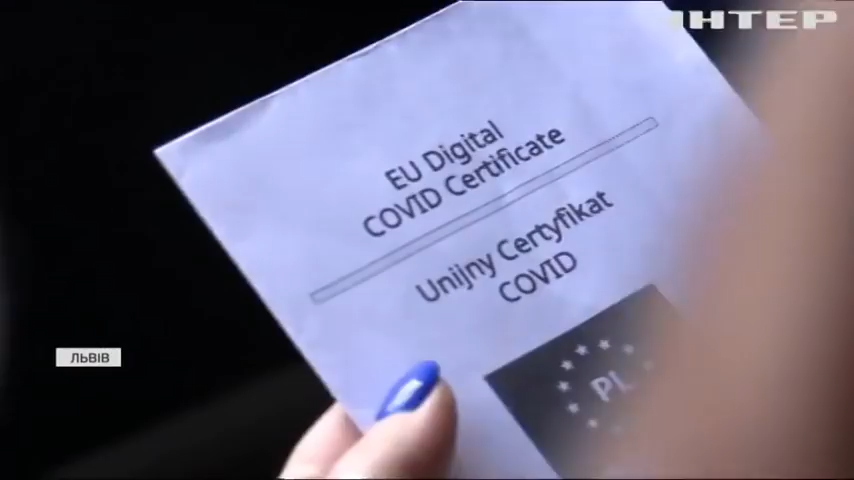 ІНТЕР
EU Digital
COVID Certificate
Unijny Certyfikat
COVID
PL
ЛЬВІВ